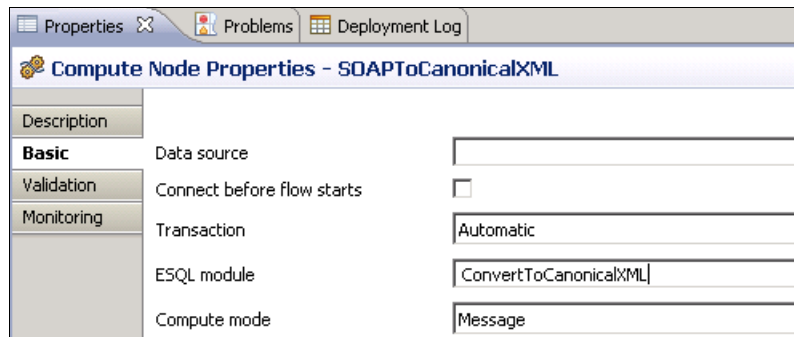 Properties Problems Deployment Log
Compute Node Properties - SOAPToCanonicalXML
Description
Basic Data source
Validation Connect before flow starts
Monitoring
Transaction Automatic
ESQL module ConvertToCanonicalXML
Compute mode Message